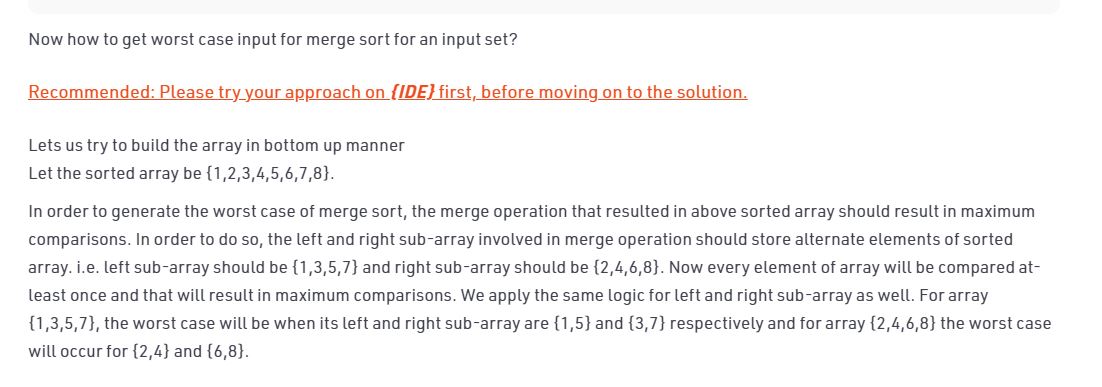 Now how to get worst case input for merge sort for an input set?
Recommended: Please try your approach on {IDE} first, before moving on to the solution.
Lets us try to build the array in bottom up manner
Let the sorted array be {1,2,3,4,5,6,7,8}.
In order to generate the worst case of merge sort, the merge operation that resulted in above sorted array should result in maximum
comparisons. In order to do so, the left and right sub-array involved in merge operation should store alternate elements of sorted
array. i.e. left sub-array should be {1,3,5,7} and right sub-array should be {2,4,6,8}. Now every element of array will be compared at-
least once and that will result in maximum comparisons. We apply the same logic for left and right sub-array as well. For array
{1,3,5,7}, the worst case will be when its left and right sub-array are {1,5} and {3,7} respectively and for array {2,4,6,8} the worst case
will occur for {2,4} and {6,8}.